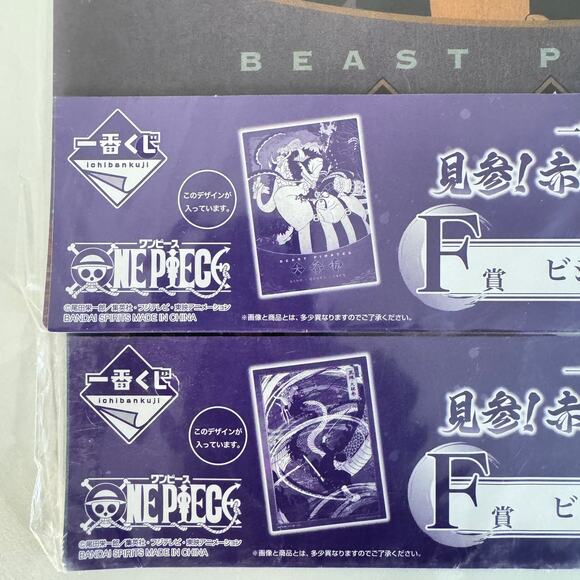 BEAST P
一番くじ
ichibankuji
このデザインが
入っています。
BEAST PIRATES
見参!赤
F賞 ビジ
ワンピース
ONE PIECE
©尾田栄一郎/集英社・フジテレビ・東映アニメーション
BANDAI SPIRITS MADE IN CHINA
※画像と商品とは、多少異なりますのでご了承ください。
一番くじ
ichibankuji
このデザインが
入っています。
見参!赤
F賞 ビ
ワンピース
ONE PIECE
©尾田栄一郎/集英社・フジテレビ・東映アニメーション
BANDAI SPIRITS MADE IN CHINA
※画像と商品とは、多少異なりますのでご了承ください。